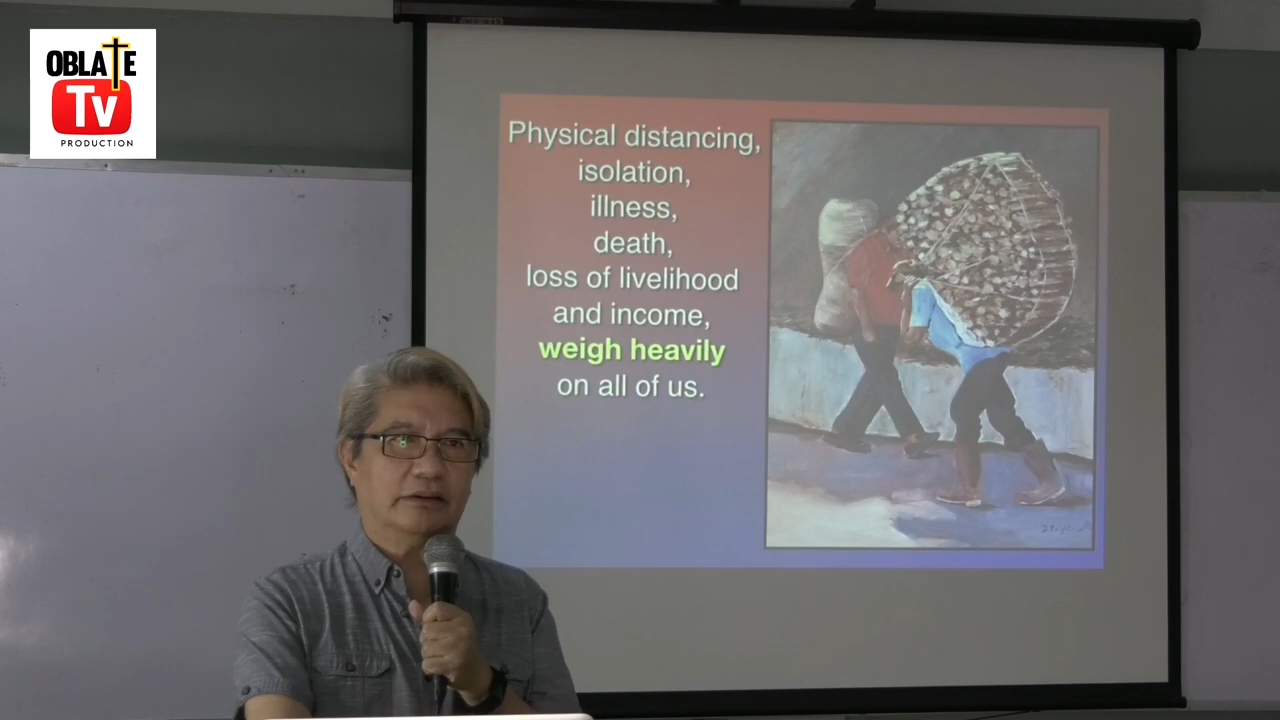 OBLATE
TV
PRODUCTION
Physical distancing,
isolation,
illness,
death,
loss of livelihood
and income,
weigh heavily
on all of us.